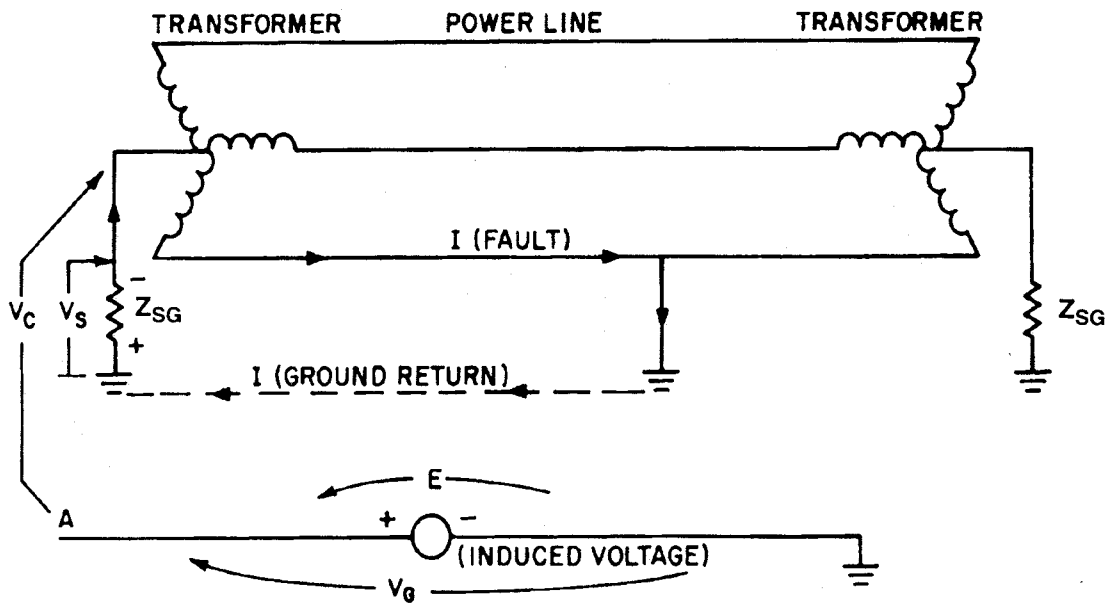 TRANSFORMER POWER LINE TRANSFORMER
I (FAULT)
V_C V_S − Z_SG +
Z_SG
I (GROUND RETURN)
E
A + −
(INDUCED VOLTAGE)
V_G